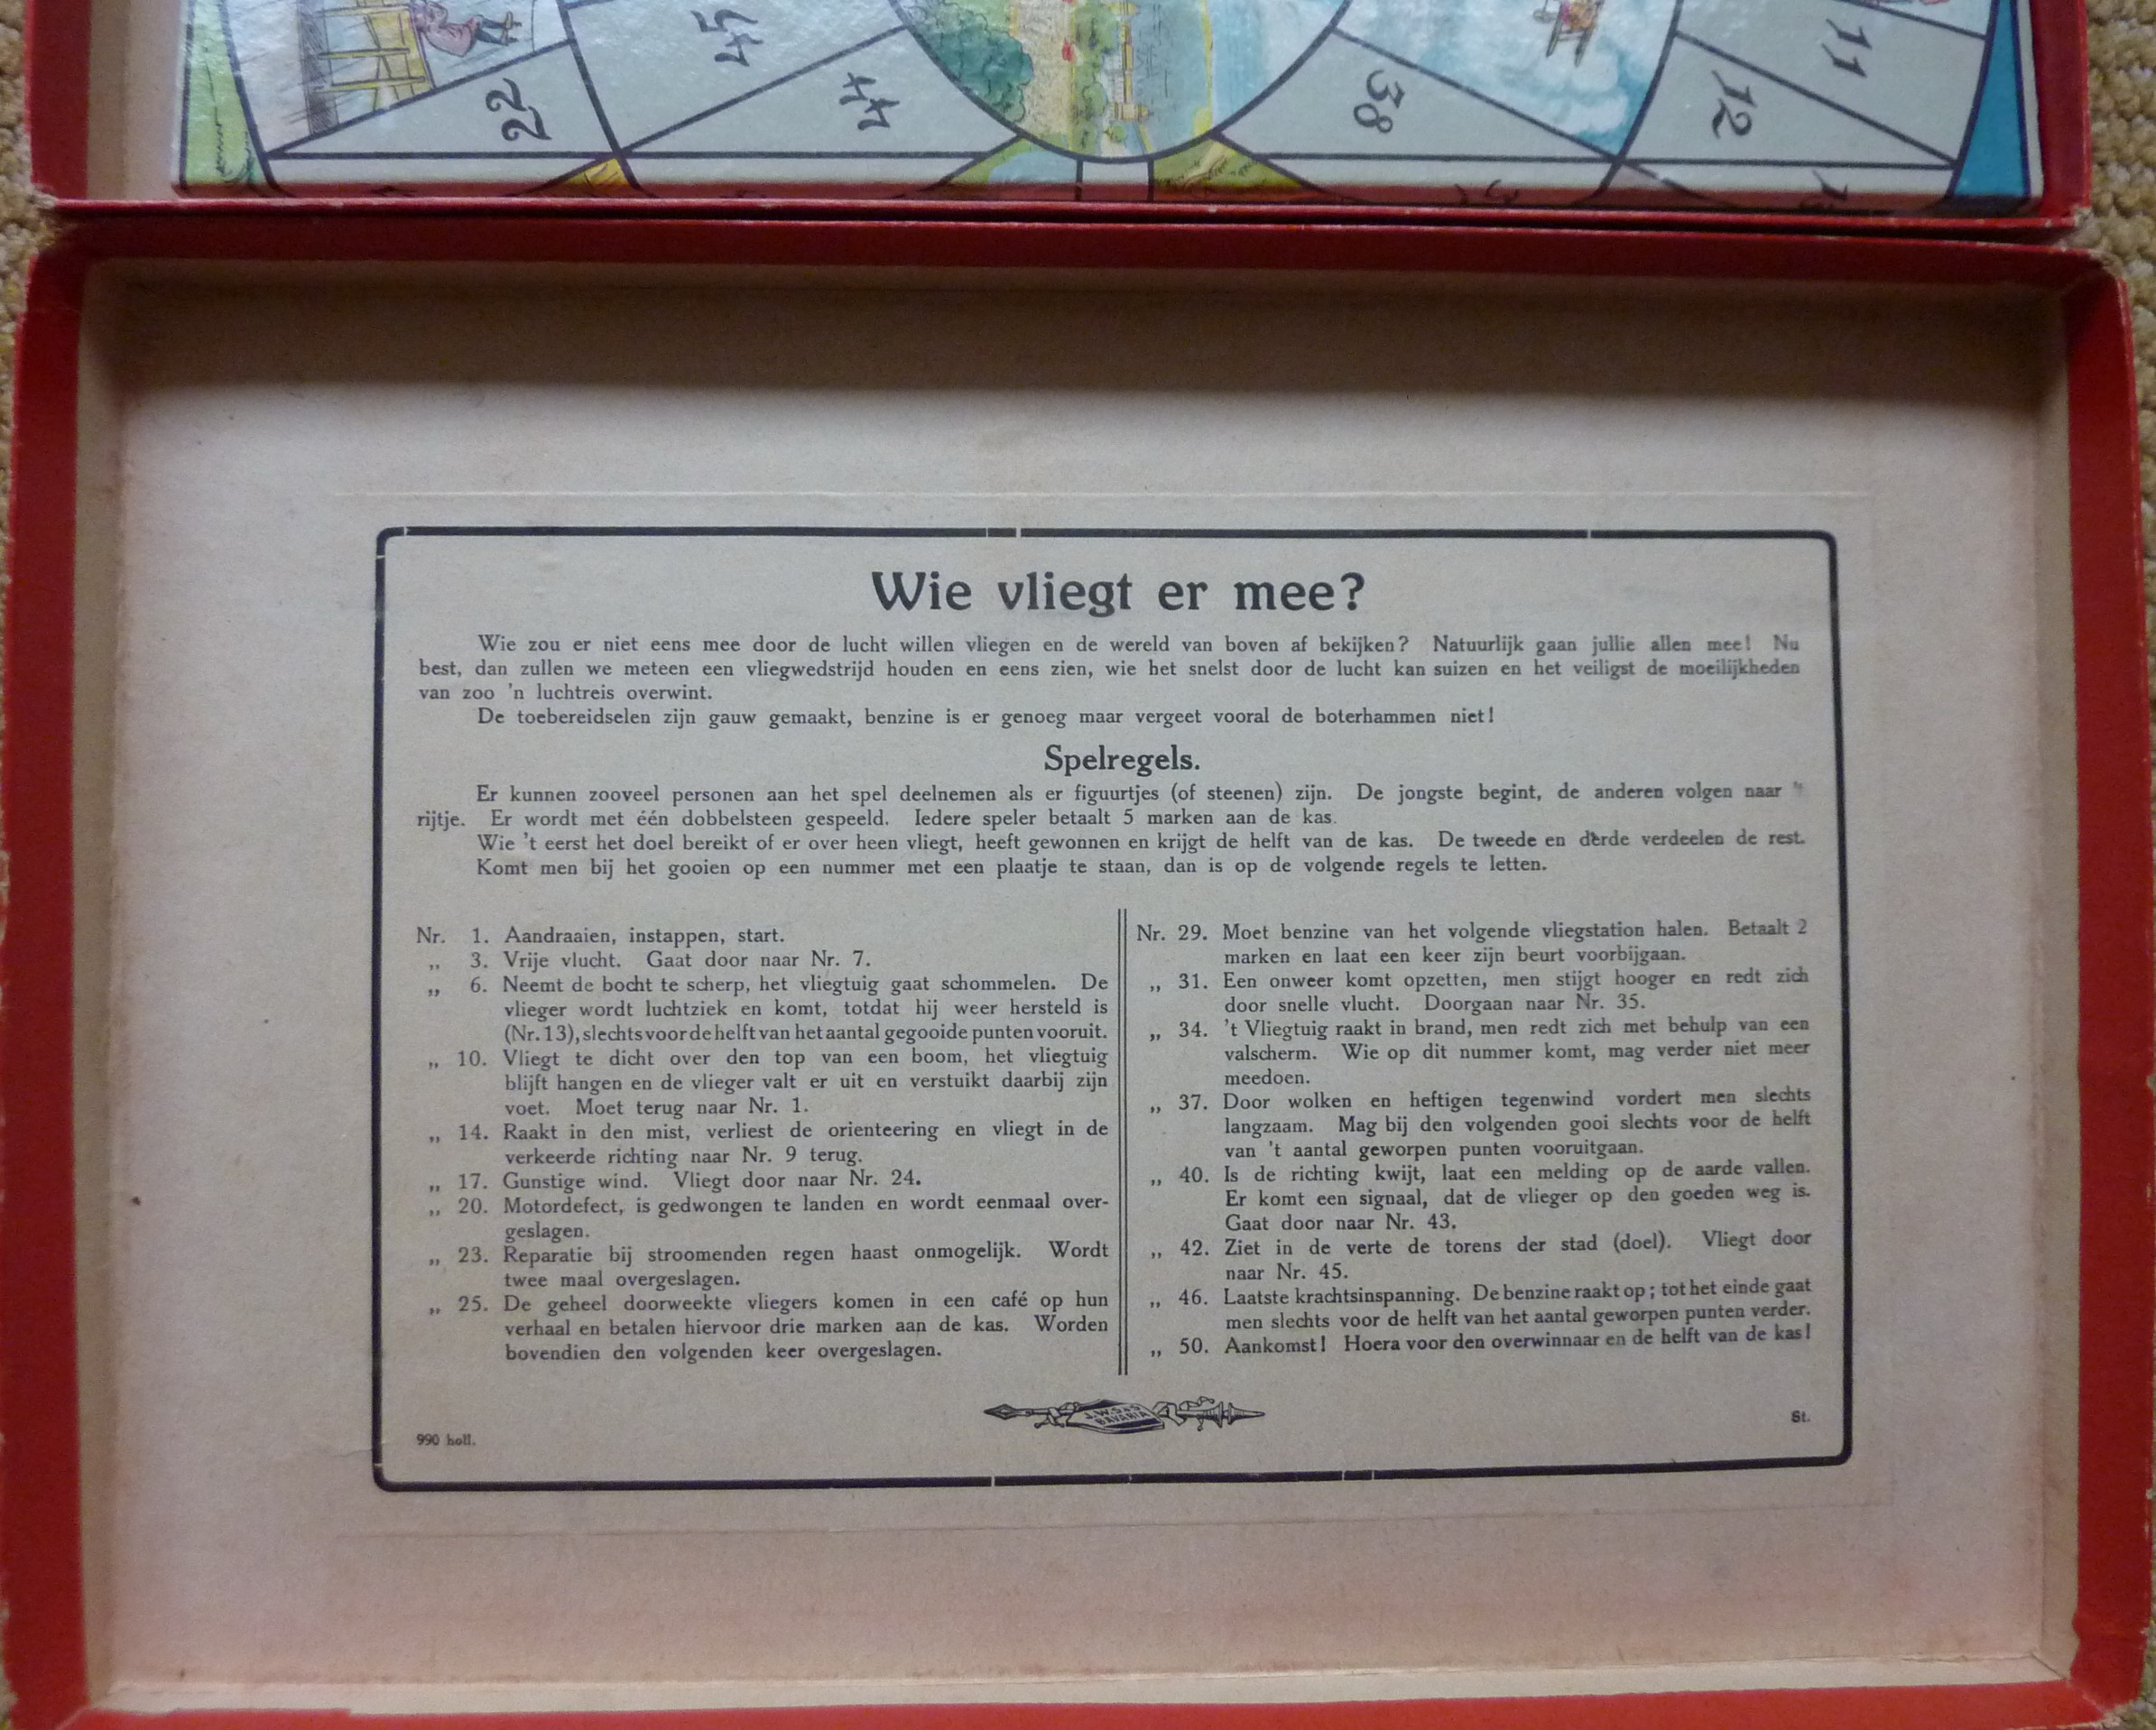 22
45
44
38
12
11
Wie vliegt er mee?
Wie zou er niet eens mee door de lucht willen vliegen en de wereld van boven af bekijken? Natuurlijk gaan jullie allen mee! Nu
best, dan zullen we meteen een vliegwedstrijd houden en eens zien, wie het snelst door de lucht kan suizen en het veiligst de moeilijkheden
van zoo 'n luchtreis overwint.
De toebereidselen zijn gauw gemaakt, benzine is er genoeg maar vergeet vooral de boterhammen niet!
Spelregels.
Er kunnen zooveel personen aan het spel deelnemen als er figuurtjes (of steenen) zijn. De jongste begint, de anderen volgen naar 't
rijtje. Er wordt met één dobbelsteen gespeeld. Iedere speler betaalt 5 marken aan de kas.
Wie 't eerst het doel bereikt of er over heen vliegt, heeft gewonnen en krijgt de helft van de kas. De tweede en derde verdeelen de rest.
Komt men bij het gooien op een nummer met een plaatje te staan, dan is op de volgende regels te letten.
Nr. 1. Aandraaien, instappen, start.
„ 3. Vrije vlucht. Gaat door naar Nr. 7.
„ 6. Neemt de bocht te scherp, het vliegtuig gaat schommelen. De
vlieger wordt luchtziek en komt, totdat hij weer hersteld is
(Nr. 13), slechts voor de helft van het aantal gegooide punten vooruit.
„ 10. Vliegt te dicht over den top van een boom, het vliegtuig
blijft hangen en de vlieger valt er uit en verstuikt daarbij zijn
voet. Moet terug naar Nr. 1.
„ 14. Raakt in den mist, verliest de orienteering en vliegt in de
verkeerde richting naar Nr. 9 terug.
„ 17. Gunstige wind. Vliegt door naar Nr. 24.
„ 20. Motordefect, is gedwongen te landen en wordt eenmaal over-
geslagen.
„ 23. Reparatie bij stroomenden regen haast onmogelijk. Wordt
twee maal overgeslagen.
„ 25. De geheel doorweekte vliegers komen in een café op hun
verhaal en betalen hiervoor drie marken aan de kas. Worden
bovendien den volgenden keer overgeslagen.
Nr. 29. Moet benzine van het volgende vliegstation halen. Betaalt 2
marken en laat een keer zijn beurt voorbijgaan.
„ 31. Een onweer komt opzetten, men stijgt hooger en redt zich
door snelle vlucht. Doorgaan naar Nr. 35.
„ 34. 't Vliegtuig raakt in brand, men redt zich met behulp van een
valscherm. Wie op dit nummer komt, mag verder niet meer
meedoen.
„ 37. Door wolken en heftigen tegenwind vordert men slechts
langzaam. Mag bij den volgenden gooi slechts voor de helft
van 't aantal geworpen punten vooruitgaan.
„ 40. Is de richting kwijt, laat een melding op de aarde vallen.
Er komt een signaal, dat de vlieger op den goeden weg is.
Gaat door naar Nr. 43.
„ 42. Ziet in de verte de torens der stad (doel). Vliegt door
naar Nr. 45.
„ 46. Laatste krachtsinspanning. De benzine raakt op; tot het einde gaat
men slechts voor de helft van het aantal geworpen punten verder.
„ 50. Aankomst! Hoera voor den overwinnaar en de helft van de kas!
BAVARIA
St.
990 holl.